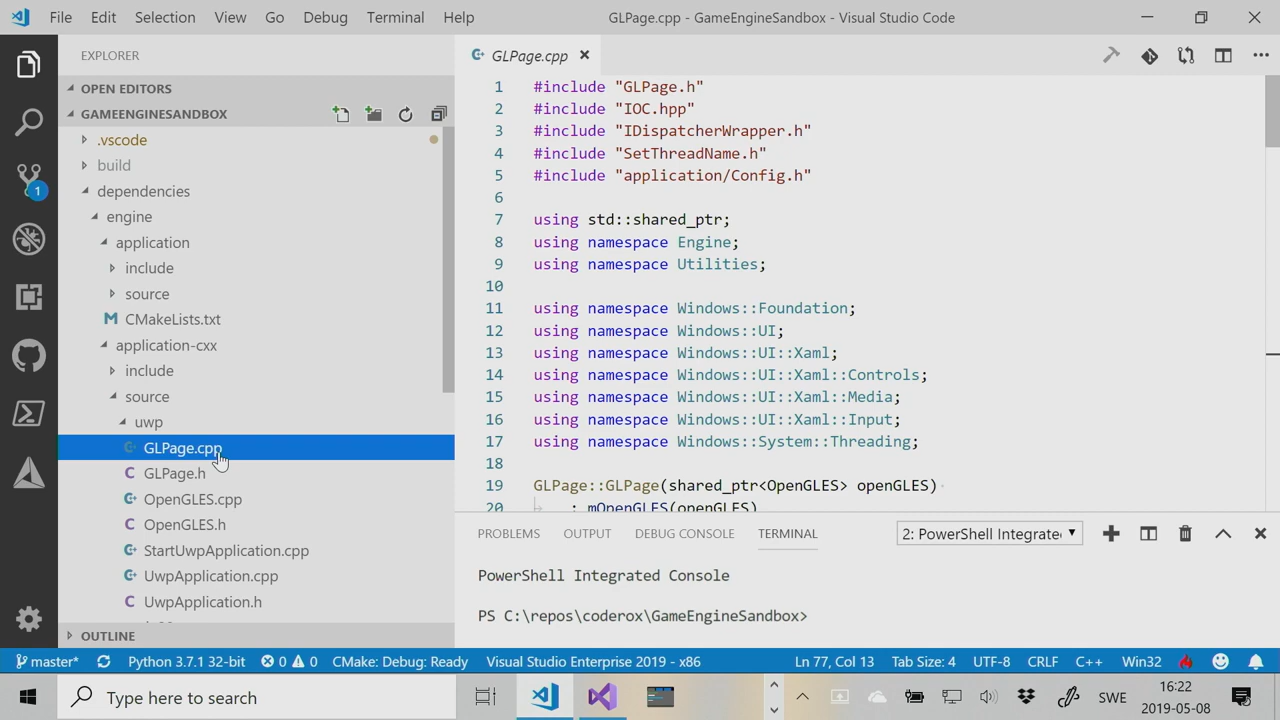 File Edit Selection View Go Debug Terminal Help
GLPage.cpp - GameEngineSandbox - Visual Studio Code
EXPLORER
OPEN EDITORS
GAMEENGINESANDBOX
.vscode
build
dependencies
engine
application
include
source
CMakeLists.txt
application-cxx
include
source
uwp
GLPage.cpp
GLPage.h
OpenGLES.cpp
OpenGLES.h
StartUwpApplication.cpp
UwpApplication.cpp
UwpApplication.h
OUTLINE
1
GLPage.cpp
1 #include "GLPage.h"
2 #include "IOC.hpp"
3 #include "IDispatcherWrapper.h"
4 #include "SetThreadName.h"
5 #include "application/Config.h"
6
7 using std::shared_ptr;
8 using namespace Engine;
9 using namespace Utilities;
10
11 using namespace Windows::Foundation;
12 using namespace Windows::UI;
13 using namespace Windows::UI::Xaml;
14 using namespace Windows::UI::Xaml::Controls;
15 using namespace Windows::UI::Xaml::Media;
16 using namespace Windows::UI::Xaml::Input;
17 using namespace Windows::System::Threading;
18
19 GLPage::GLPage(shared_ptr<OpenGLES> openGLES)
20 : mOpenGLES(openGLES)
PROBLEMS OUTPUT DEBUG CONSOLE TERMINAL 2: PowerShell Integrate
PowerShell Integrated Console
PS C:\repos\coderox\GameEngineSandbox>
master* Python 3.7.1 32-bit 0 0 CMake: Debug: Ready Visual Studio Enterprise 2019 - x86 Ln 77, Col 13 Tab Size: 4 UTF-8 CRLF C++ Win32
Type here to search
SWE
16:22
2019-05-08